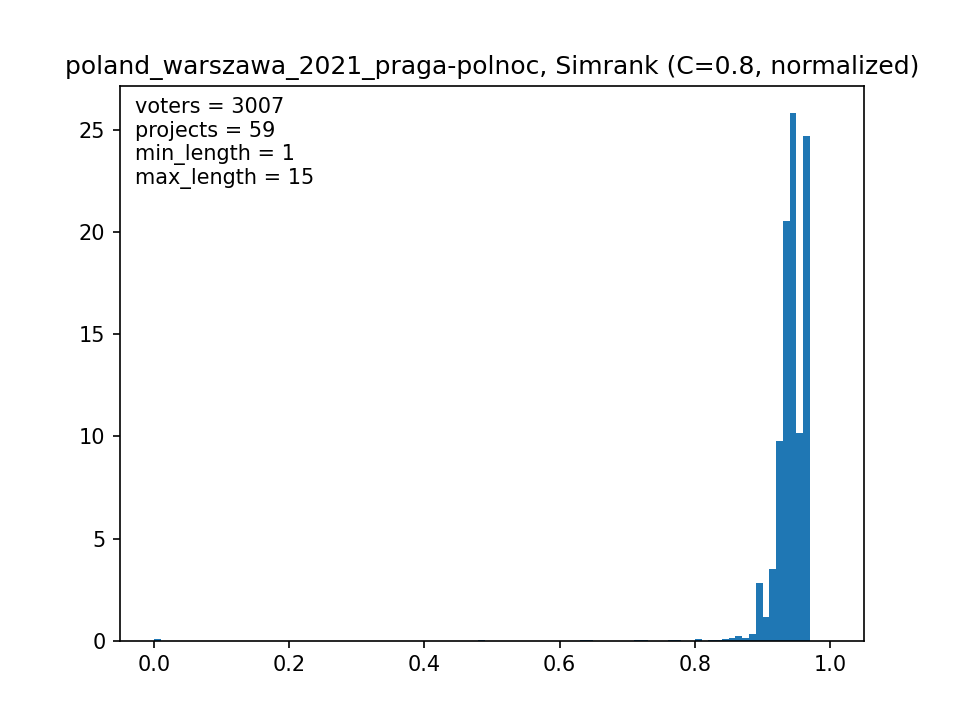 poland_warszawa_2021_praga-polnoc, Simrank (C=0.8, normalized)
voters = 3007
projects = 59
min_length = 1
max_length = 15
25
20
15
10
5
0
0.0 0.2 0.4 0.6 0.8 1.0